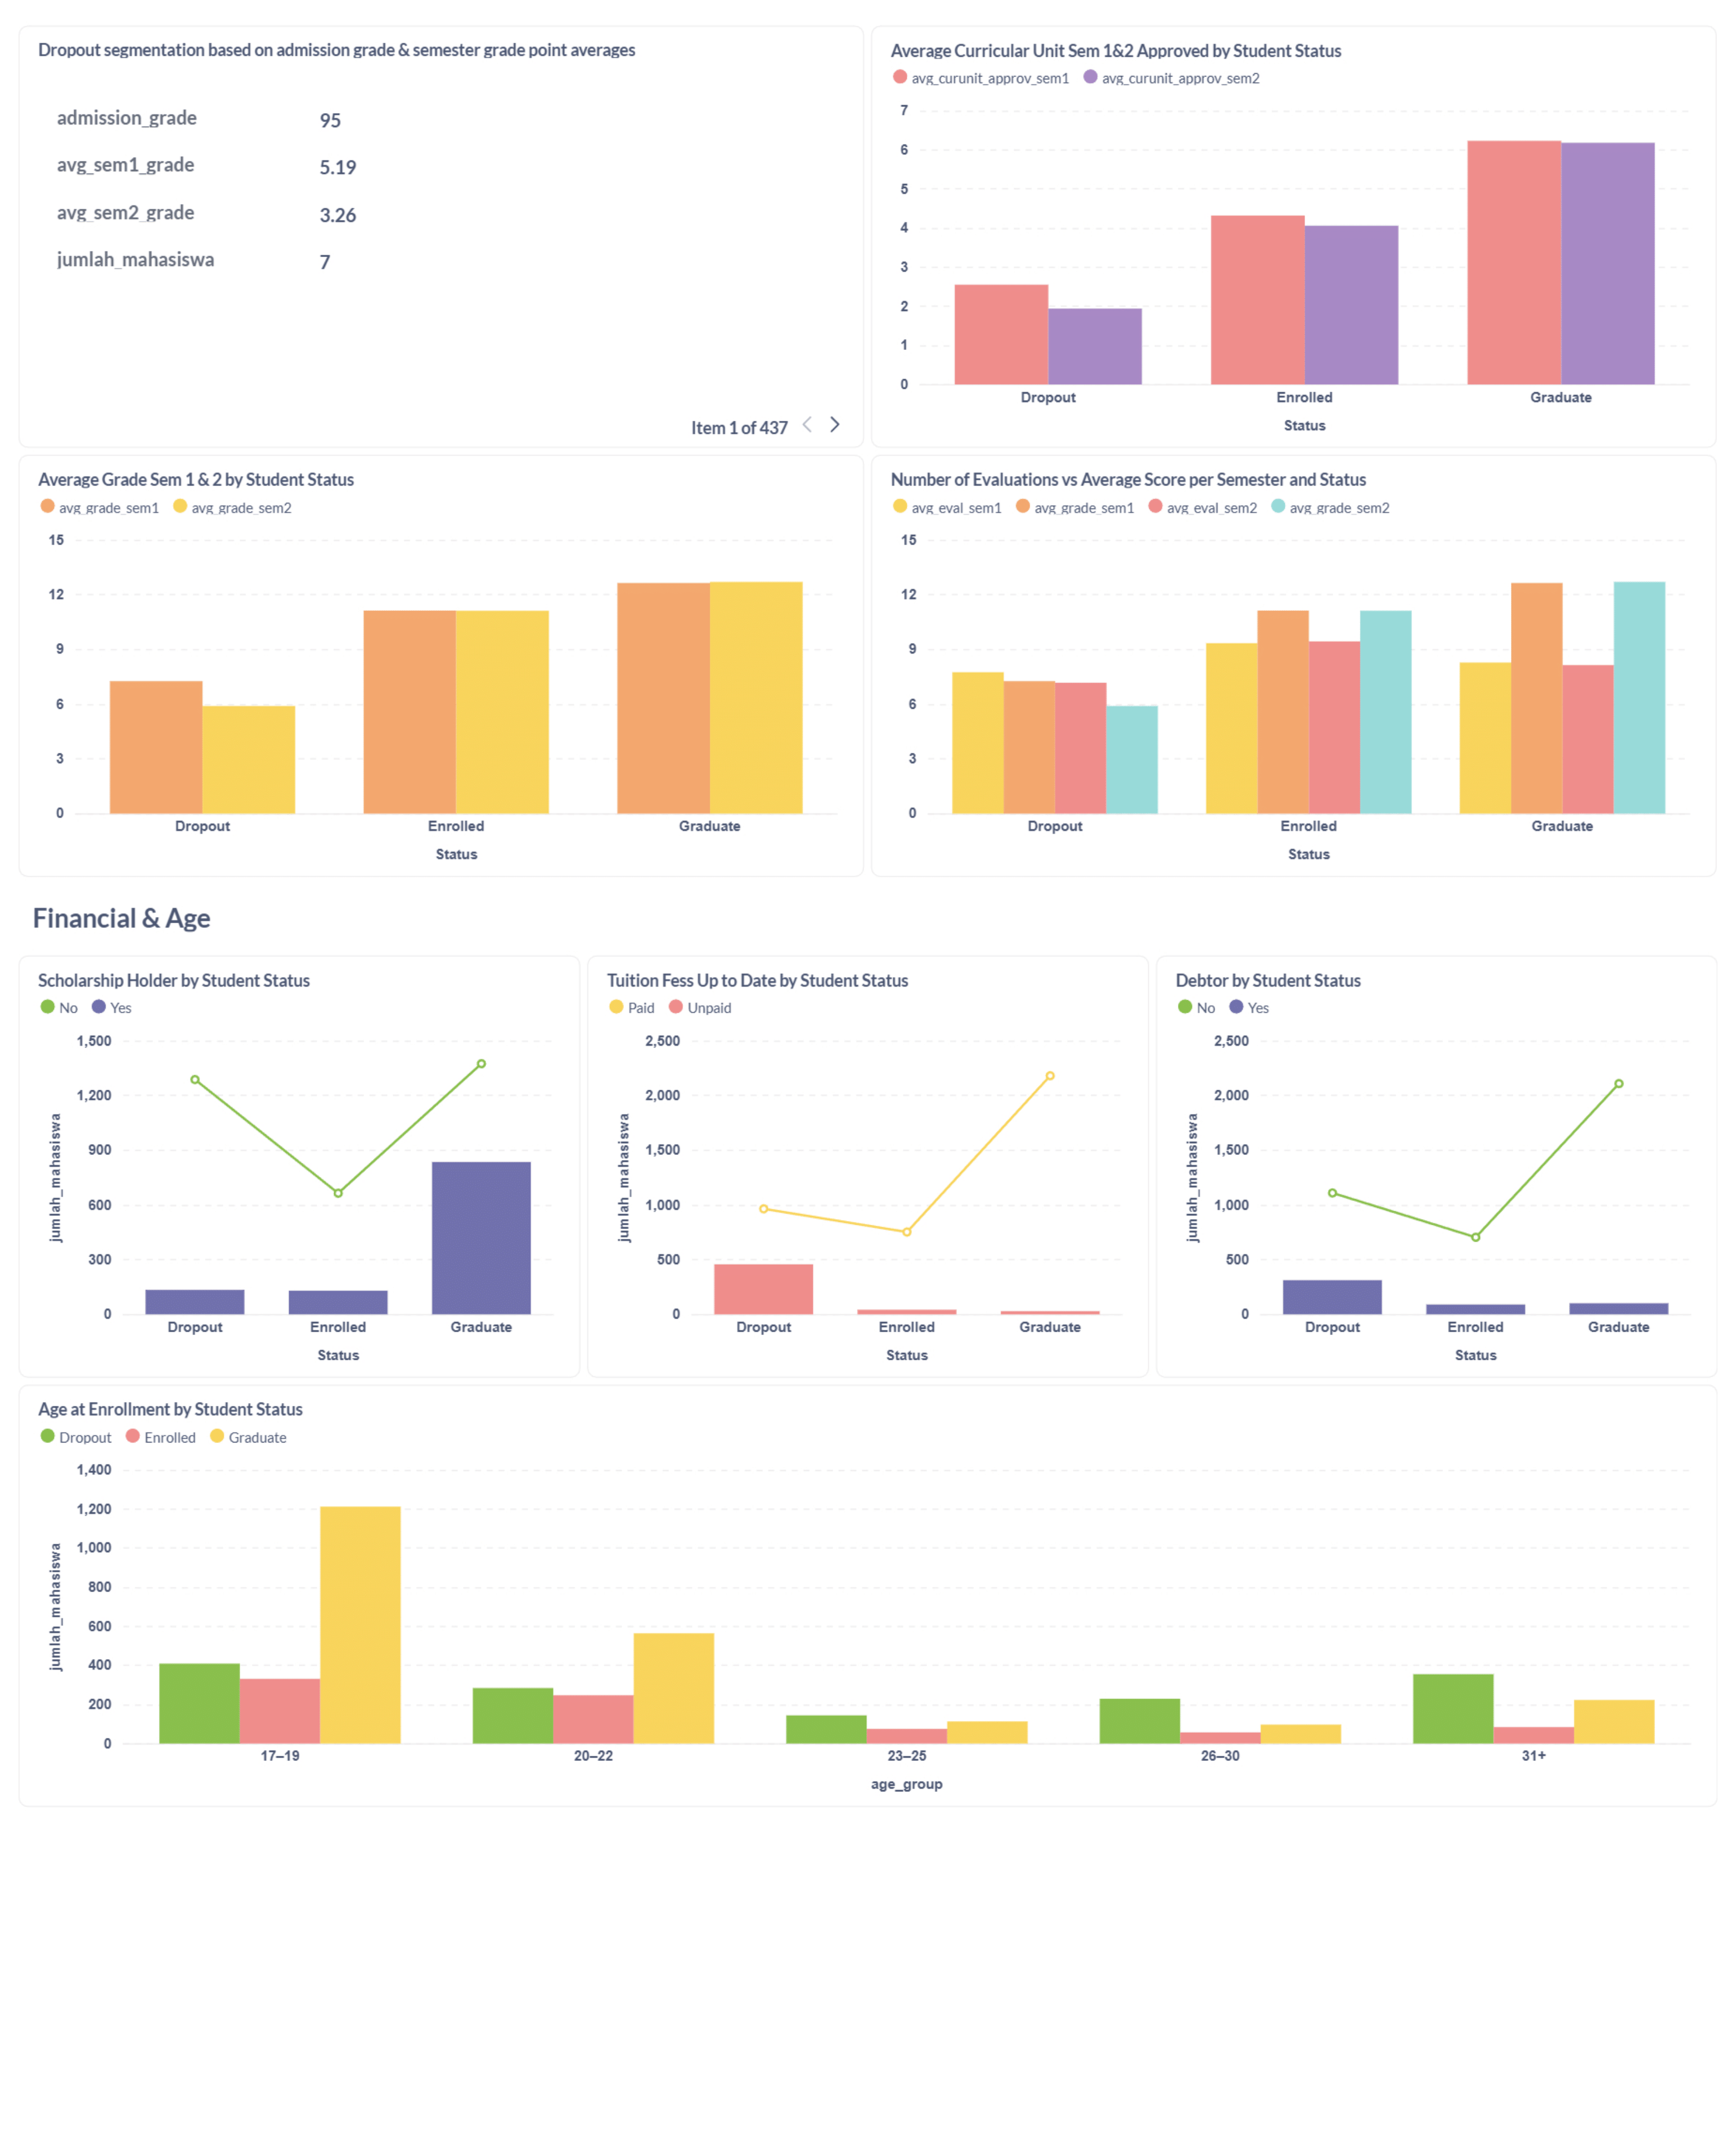 Dropout segmentation based on admission grade & semester grade point averages
admission_grade 95
avg_sem1_grade 5.19
avg_sem2_grade 3.26
jumlah_mahasiswa 7
Item 1 of 437
Average Curricular Unit Sem 1&2 Approved by Student Status
avg_curunit_approv_sem1 avg_curunit_approv_sem2
7
6
5
4
3
2
1
0
Dropout Enrolled Graduate
Status
Average Grade Sem 1 & 2 by Student Status
avg_grade_sem1 avg_grade_sem2
15
12
9
6
3
0
Dropout Enrolled Graduate
Status
Number of Evaluations vs Average Score per Semester and Status
avg_eval_sem1 avg_grade_sem1 avg_eval_sem2 avg_grade_sem2
15
12
9
6
3
0
Dropout Enrolled Graduate
Status
Financial & Age
Scholarship Holder by Student Status
No Yes
1,500
1,200
900
600
300
0
jumlah_mahasiswa
Dropout Enrolled Graduate
Status
Tuition Fess Up to Date by Student Status
Paid Unpaid
2,500
2,000
1,500
1,000
500
0
jumlah_mahasiswa
Dropout Enrolled Graduate
Status
Debtor by Student Status
No Yes
2,500
2,000
1,500
1,000
500
0
jumlah_mahasiswa
Dropout Enrolled Graduate
Status
Age at Enrollment by Student Status
Dropout Enrolled Graduate
1,400
1,200
1,000
800
600
400
200
0
jumlah_mahasiswa
17–19 20–22 23–25 26–30 31+
age_group